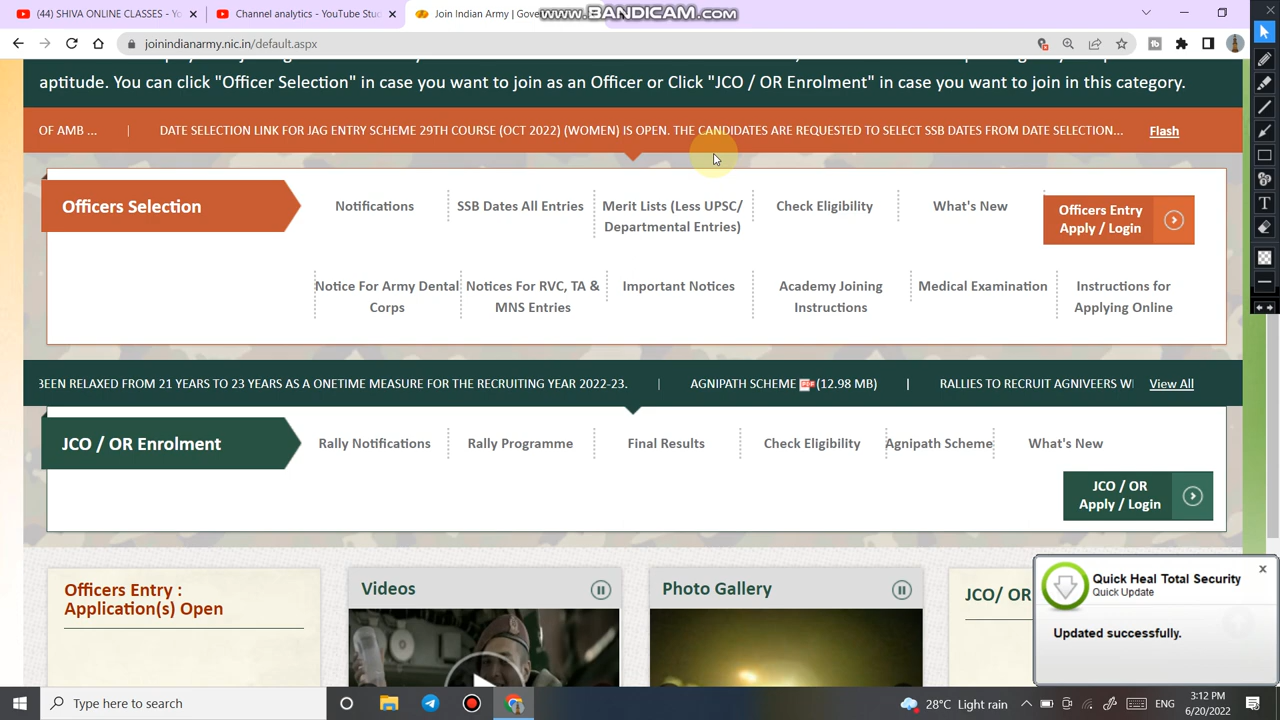 (44) SHIVA ONLINE CLASSES - Yo
Channel analytics - YouTube Stud
Join Indian Army | Gove
www.BANDICAM.com
joinindianarmy.nic.in/default.aspx
aptitude. You can click "Officer Selection" in case you want to join as an Officer or Click "JCO / OR Enrolment" in case you want to join in this category.
OF AMB ... | DATE SELECTION LINK FOR JAG ENTRY SCHEME 29TH COURSE (OCT 2022) (WOMEN) IS OPEN. THE CANDIDATES ARE REQUESTED TO SELECT SSB DATES FROM DATE SELECTION... Flash
Officers Selection
Notifications
SSB Dates All Entries
Merit Lists (Less UPSC/
Departmental Entries)
Check Eligibility
What's New
Officers Entry
Apply / Login
Notice For Army Dental
Corps
Notices For RVC, TA &
MNS Entries
Important Notices
Academy Joining
Instructions
Medical Examination
Instructions for
Applying Online
BEEN RELAXED FROM 21 YEARS TO 23 YEARS AS A ONETIME MEASURE FOR THE RECRUITING YEAR 2022-23. | AGNIPATH SCHEME (12.98 MB) | RALLIES TO RECRUIT AGNIVEERS W View All
JCO / OR Enrolment
Rally Notifications
Rally Programme
Final Results
Check Eligibility
Agnipath Scheme
What's New
JCO / OR
Apply / Login
Officers Entry :
Application(s) Open
Videos
Photo Gallery
JCO/ OR
Quick Heal Total Security
Quick Update
Updated successfully.
Type here to search
28°C Light rain
ENG
3:12 PM
6/20/2022